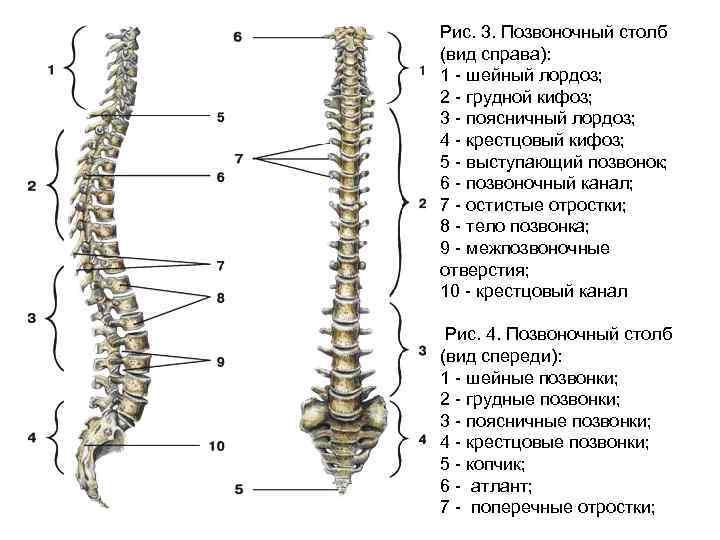 1
2
3
4
5
6
7
8
9
10
6
7
5
1
2
3
4
Рис. 3. Позвоночный столб
(вид справа):
1 - шейный лордоз;
2 - грудной кифоз;
3 - поясничный лордоз;
4 - крестцовый кифоз;
5 - выступающий позвонок;
6 - позвоночный канал;
7 - остистые отростки;
8 - тело позвонка;
9 - межпозвоночные
отверстия;
10 - крестцовый канал
Рис. 4. Позвоночный столб
(вид спереди):
1 - шейные позвонки;
2 - грудные позвонки;
3 - поясничные позвонки;
4 - крестцовые позвонки;
5 - копчик;
6 - атлант;
7 - поперечные отростки;